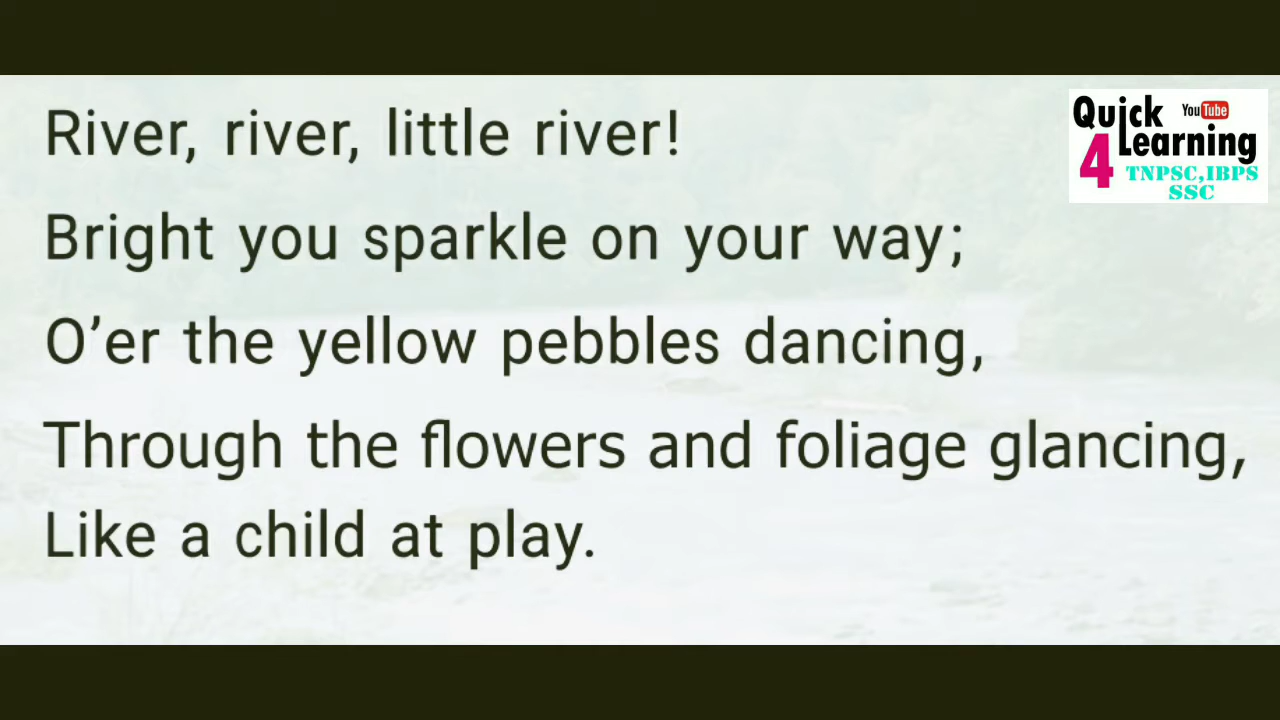 River, river, little river!
Bright you sparkle on your way;
O’er the yellow pebbles dancing,
Through the flowers and foliage glancing,
Like a child at play.
Quick YouTube
4 Learning
TNPSC,IBPS
SSC